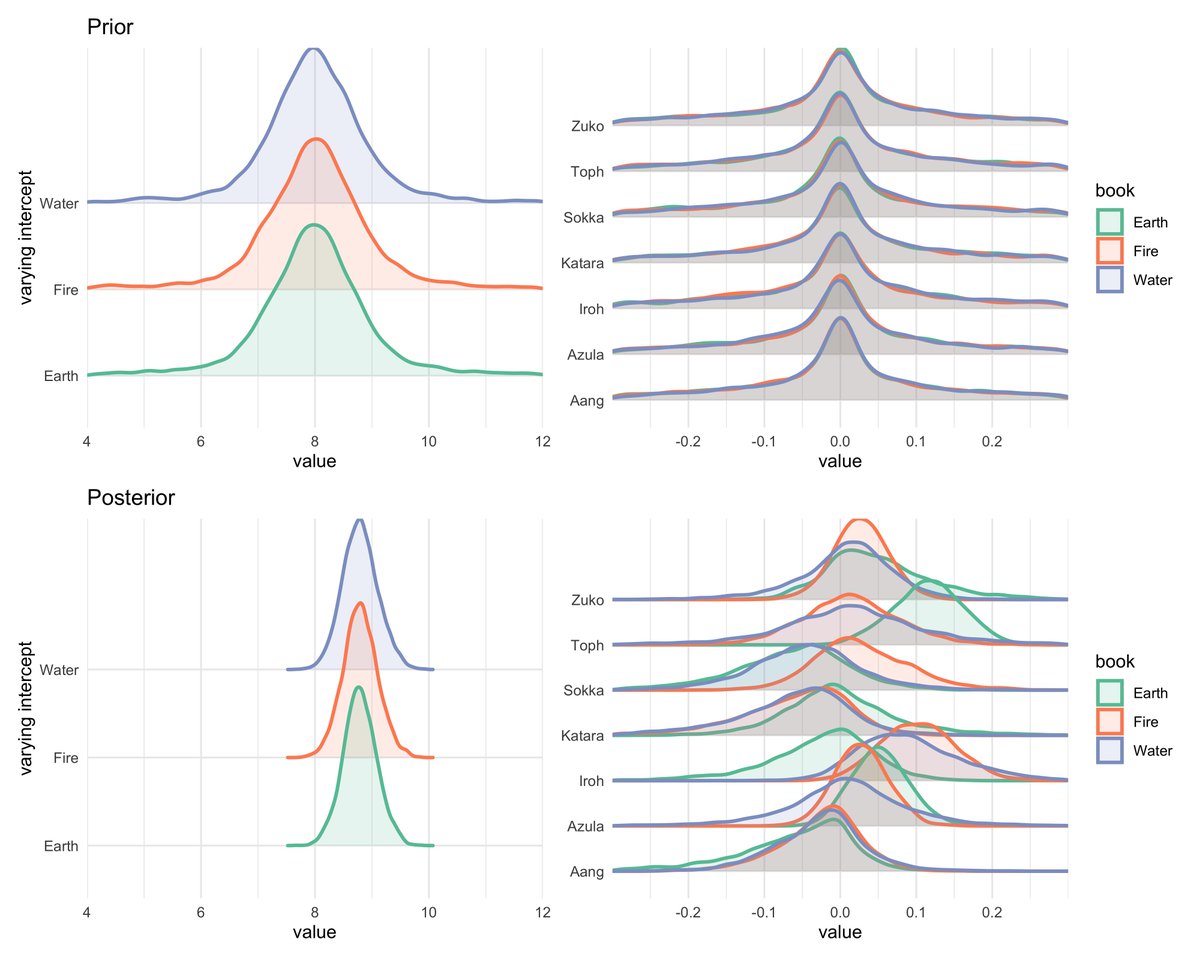 Prior
varying intercept
Water
Fire
Earth
4 6 8 10 12
value
Zuko
Toph
Sokka
Katara
Iroh
Azula
Aang
-0.2 -0.1 0.0 0.1 0.2
value
book
Earth
Fire
Water
Posterior
varying intercept
Water
Fire
Earth
4 6 8 10 12
value
Zuko
Toph
Sokka
Katara
Iroh
Azula
Aang
-0.2 -0.1 0.0 0.1 0.2
value
book
Earth
Fire
Water